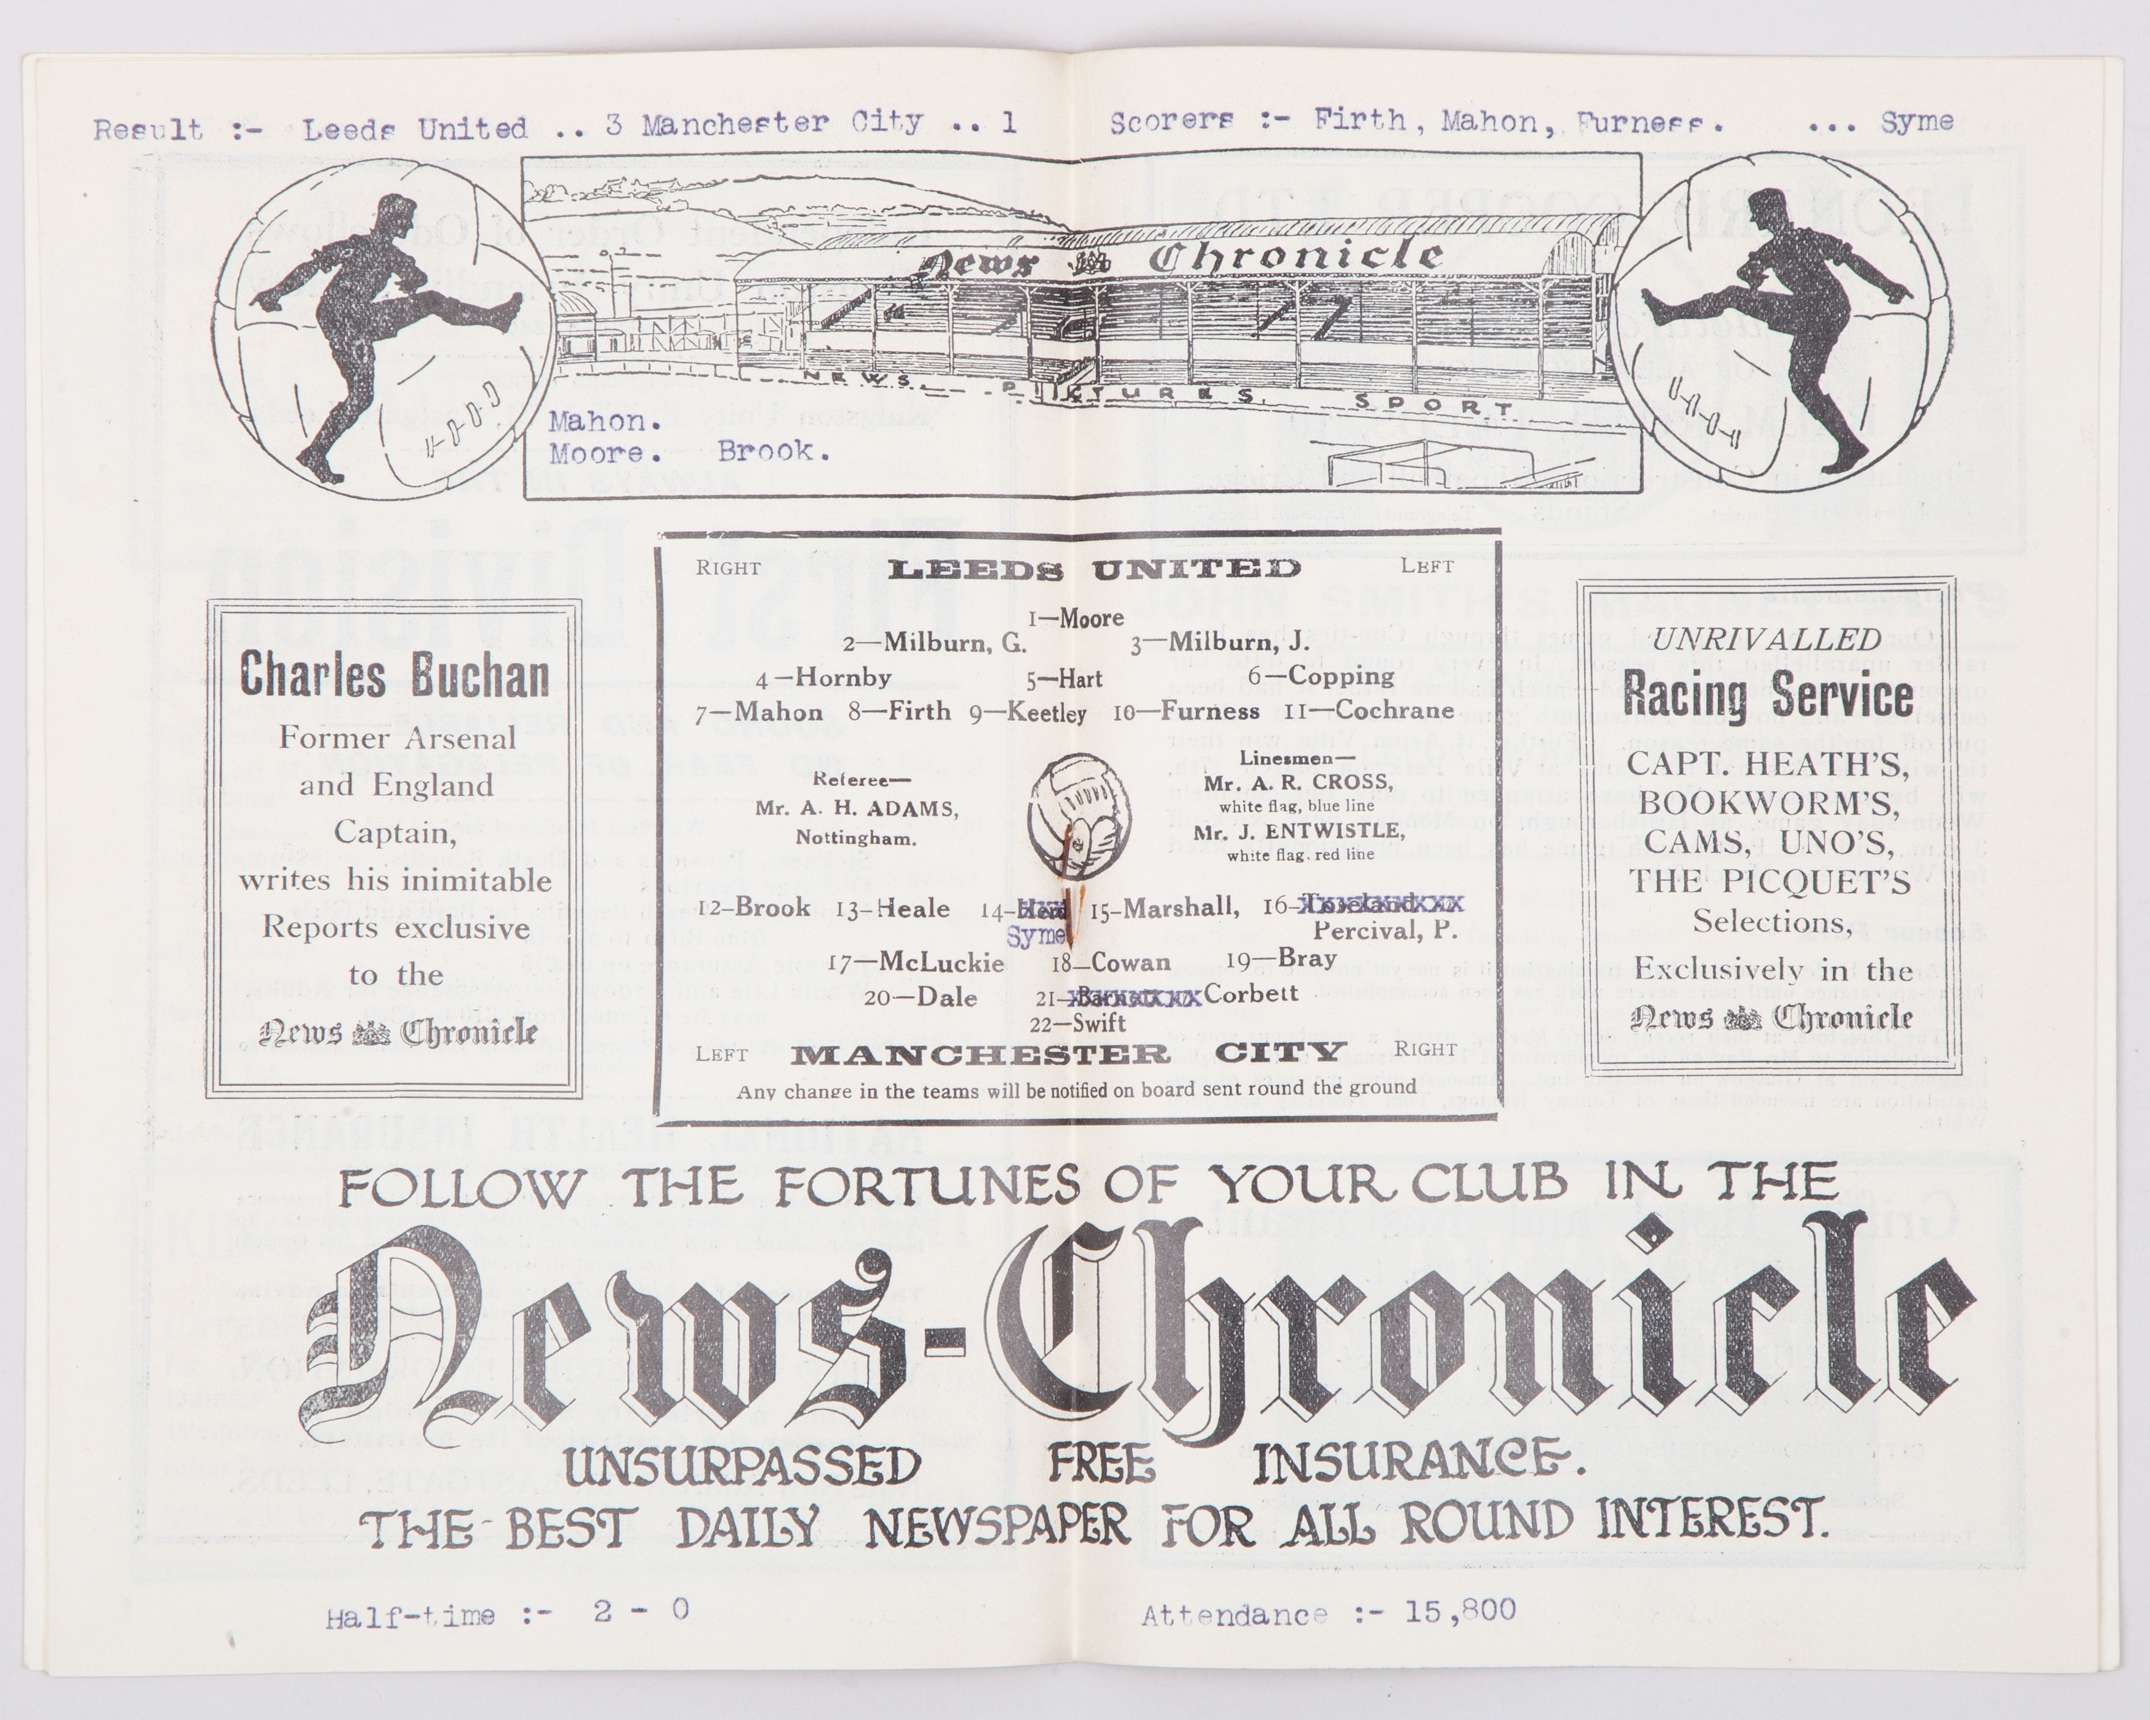 Result :- Leeds United .. 3 Manchester City .. 1 Scorers :- Firth, Mahon, Furness. ... Syme
News Chronicle
NEWS. PICTURES. SPORT
Mahon.
Moore. Brook.
RIGHT LEEDS UNITED LEFT
1—Moore
2—Milburn, G. 3—Milburn, J.
4—Hornby 5—Hart 6—Copping
7—Mahon 8—Firth 9—Keetley 10—Furness 11—Cochrane
Referee—
Mr. A. H. ADAMS,
Nottingham.
Linesmen—
Mr. A. R. CROSS,
white flag, blue line
Mr. J. ENTWISTLE,
white flag, red line
12-Brook 13-Heale 14-Herd 15-Marshall, 16-Toseland
Syme Percival, P.
17—McLuckie 18—Cowan 19—Bray
20—Dale 21— Corbett
22—Swift
LEFT MANCHESTER CITY RIGHT
Any change in the teams will be notified on board sent round the ground
Charles Buchan
Former Arsenal
and England
Captain,
writes his inimitable
Reports exclusive
to the
News Chronicle
UNRIVALLED
Racing Service
CAPT. HEATH'S,
BOOKWORM'S,
CAMS, UNO'S,
THE PICQUET'S
Selections,
Exclusively in the
News Chronicle
FOLLOW THE FORTUNES OF YOUR CLUB IN THE
News-Chronicle
UNSURPASSED FREE INSURANCE.
THE BEST DAILY NEWSPAPER FOR ALL ROUND INTEREST.
Half-time :- 2 - 0 Attendance :- 15,800